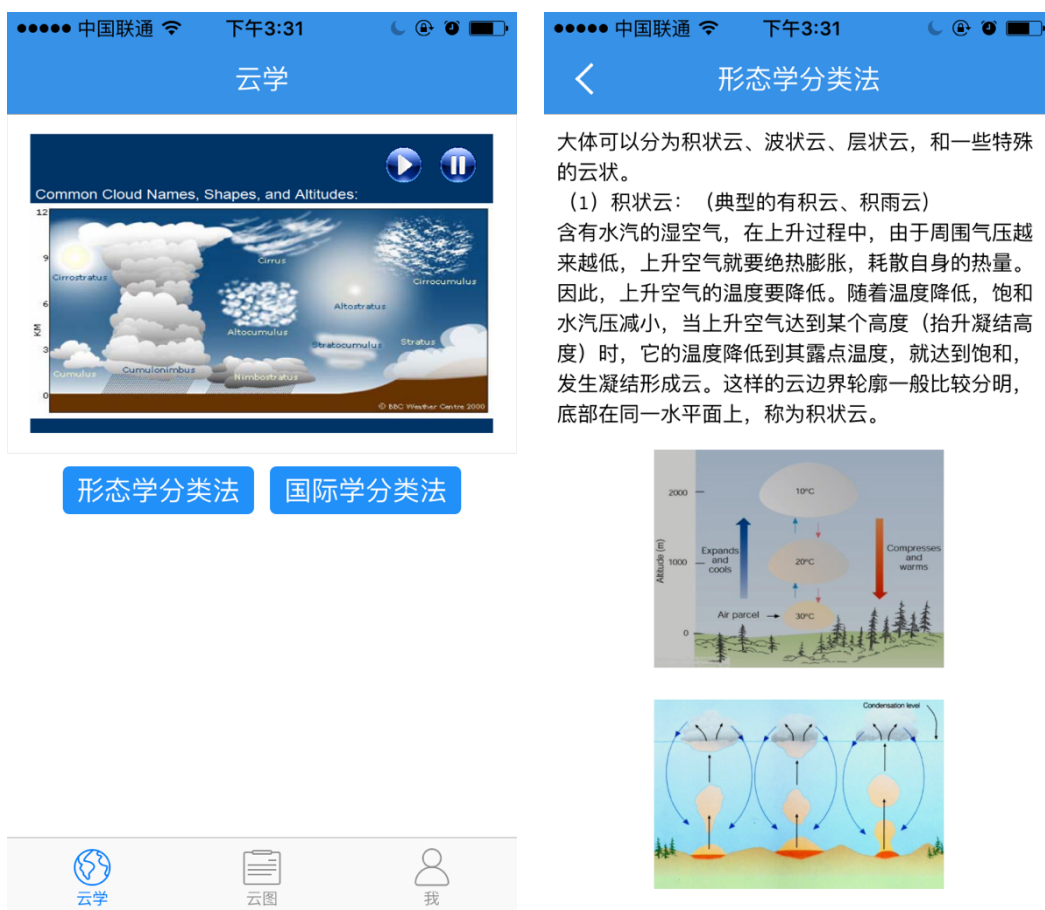 中国联通 下午3:31
云学
Common Cloud Names, Shapes, and Altitudes:
12
9
6
3
0
KM
Cirrostratus
Cirrus
Cirrocumulus
Altostratus
Altocumulus
Stratocumulus
Stratus
Cumulus
Cumulonimbus
Nimbostratus
© BBC Weather Centre 2000
形态学分类法
国际学分类法
云学
云图
我
中国联通 下午3:31
形态学分类法
大体可以分为积状云、波状云、层状云，和一些特殊
的云状。
（1）积状云：（典型的有积云、积雨云）
含有水汽的湿空气，在上升过程中，由于周围气压越
来越低，上升空气就要绝热膨胀，耗散自身的热量。
因此，上升空气的温度要降低。随着温度降低，饱和
水汽压减小，当上升空气达到某个高度（抬升凝结高
度）时，它的温度降低到其露点温度，就达到饱和，
发生凝结形成云。这样的云边界轮廓一般比较分明，
底部在同一水平面上，称为积状云。
2000
1000
0
Altitude (m)
10°C
Expands
and
cools
20°C
Compresses
and
warms
Air parcel
30°C
Condensation level